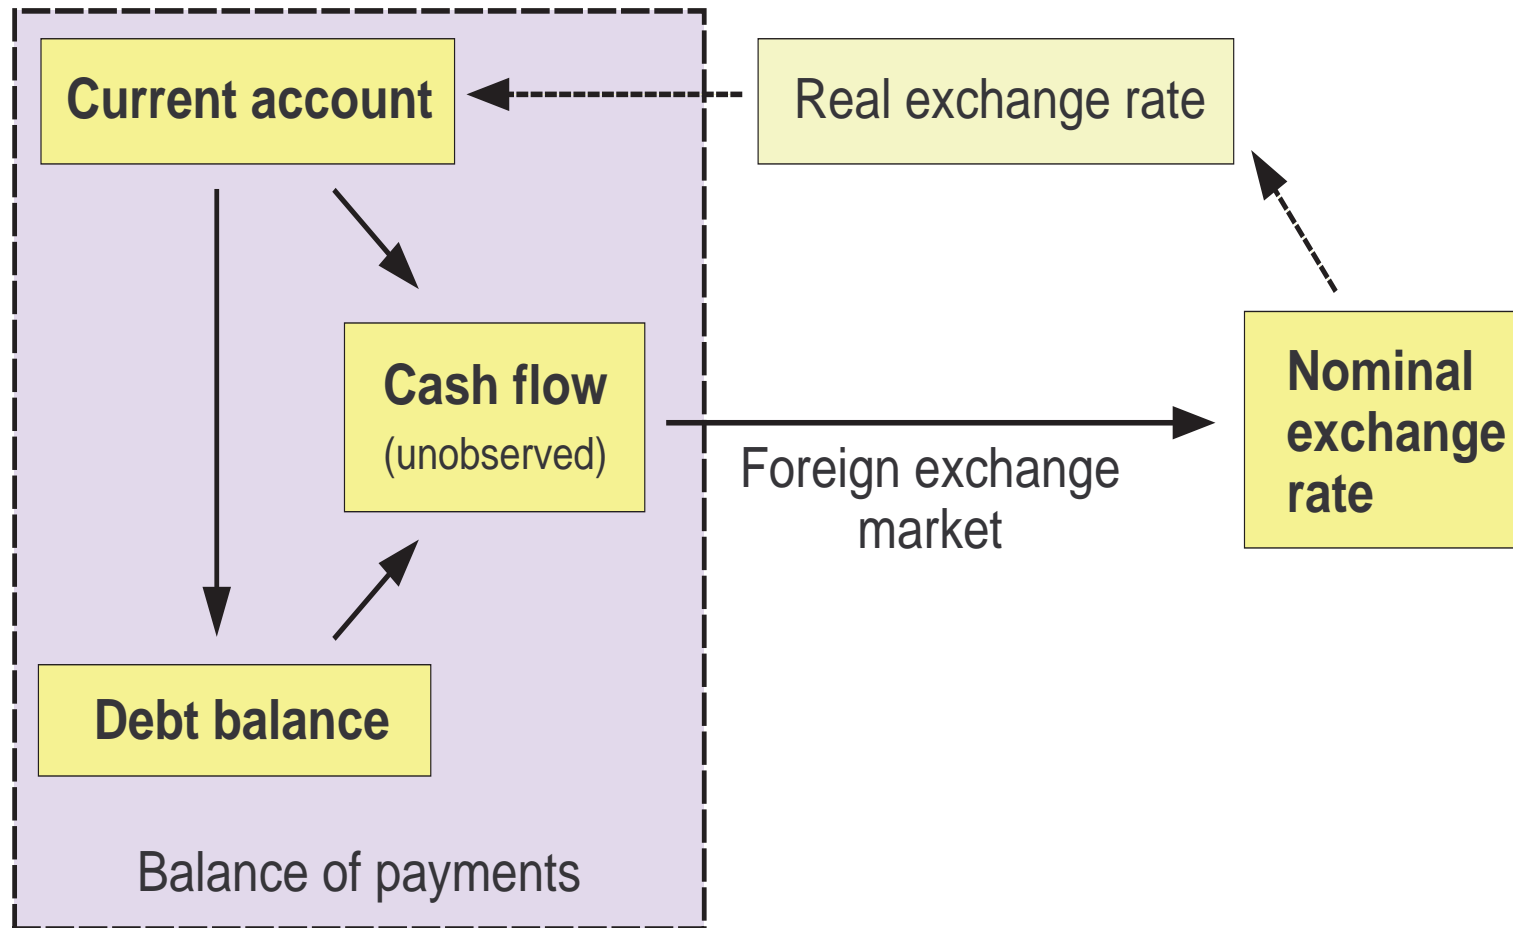 Current account
Real exchange rate
Cash flow
(unobserved)
Nominal
exchange
rate
Foreign exchange
market
Debt balance
Balance of payments